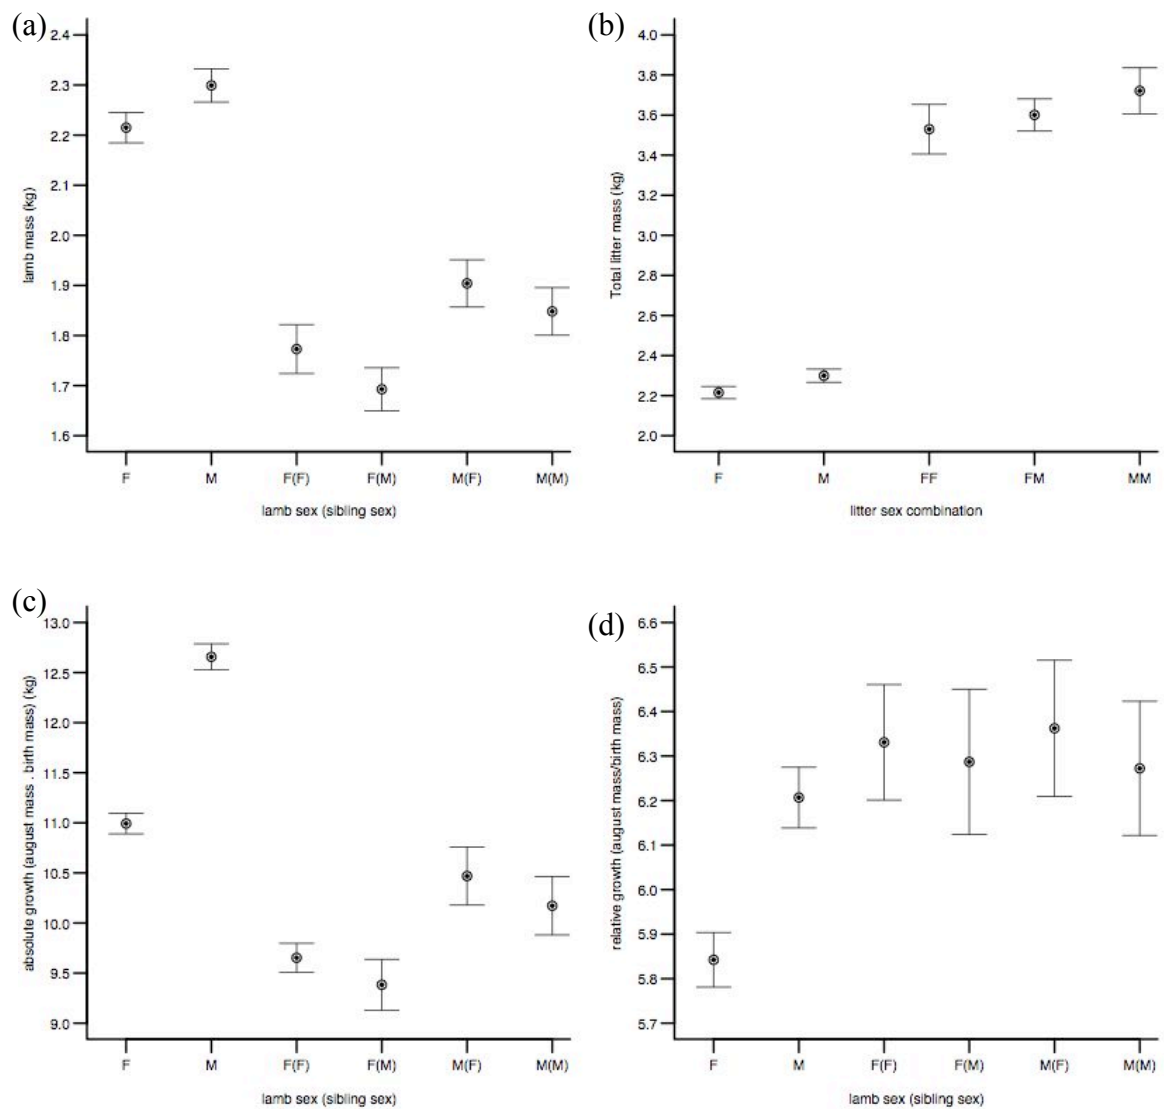 (a)
2.4
2.3
2.2
2.1
2.0
1.9
1.8
1.7
1.6
lamb mass (kg)
F M F(F) F(M) M(F) M(M)
lamb sex (sibling sex)
(b)
4.0
3.8
3.6
3.4
3.2
3.0
2.8
2.6
2.4
2.2
2.0
Total litter mass (kg)
F M FF FM MM
litter sex combination
(c)
13.0
12.5
12.0
11.5
11.0
10.5
10.0
9.5
9.0
absolute growth (august mass . birth mass) (kg)
F M F(F) F(M) M(F) M(M)
lamb sex (sibling sex)
(d)
6.6
6.5
6.4
6.3
6.2
6.1
6.0
5.9
5.8
5.7
relative growth (august mass/birth mass)
F M F(F) F(M) M(F) M(M)
lamb sex (sibling sex)